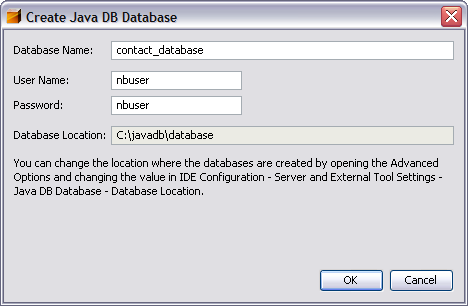 Create Java DB Database
Database Name: contact_database
User Name: nbuser
Password: nbuser
Database Location: C:\javadb\database
You can change the location where the databases are created by opening the Advanced
Options and changing the value in IDE Configuration - Server and External Tool Settings -
Java DB Database - Database Location.
OK Cancel